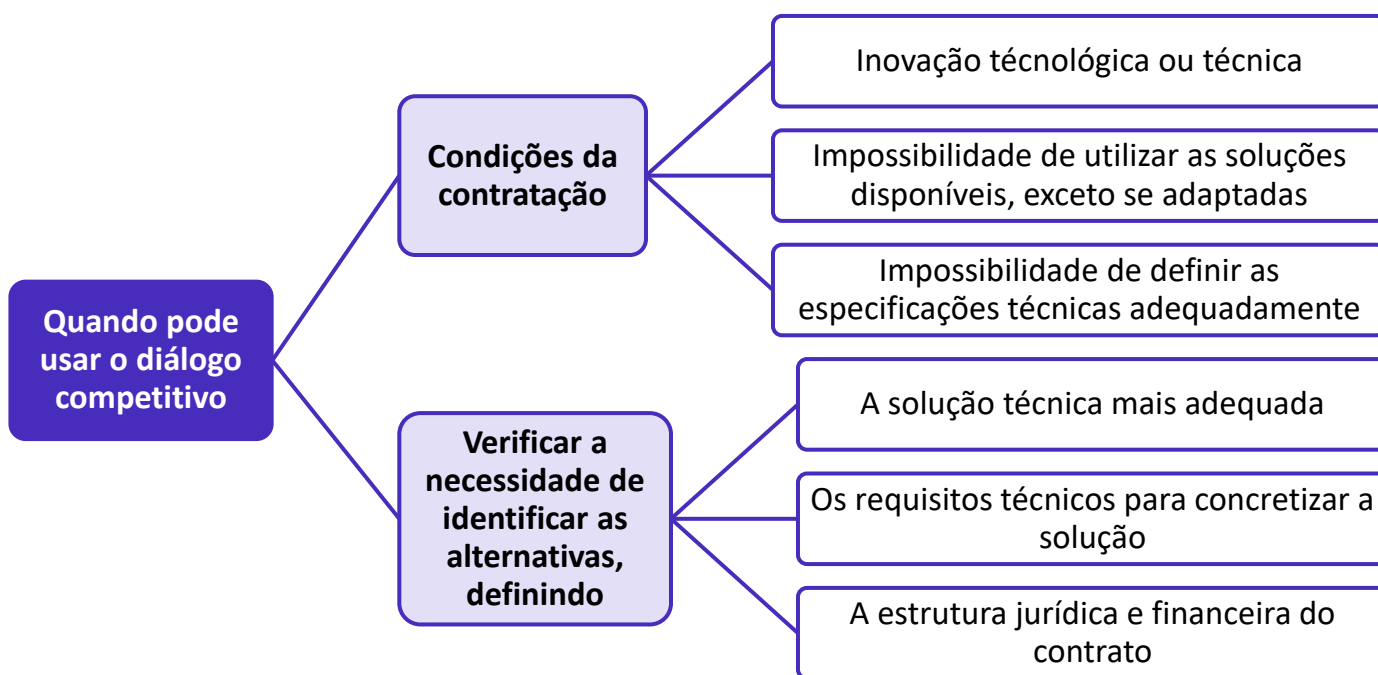 Quando pode
usar o diálogo
competitivo
Condições da
contratação
Inovação técnológica ou técnica
Impossibilidade de utilizar as soluções
disponíveis, exceto se adaptadas
Impossibilidade de definir as
especificações técnicas adequadamente
Verificar a
necessidade de
identificar as
alternativas,
definindo
A solução técnica mais adequada
Os requisitos técnicos para concretizar a
solução
A estrutura jurídica e financeira do
contrato